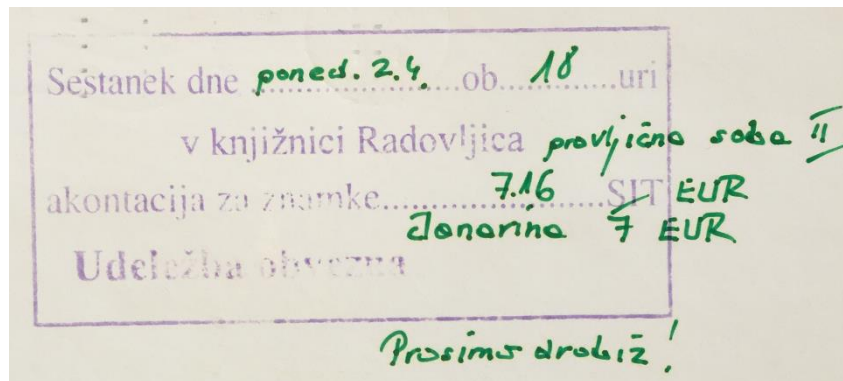 Sestanek dne poned. 2.4. ob 18 uri
v knjižnici Radovljica pravljična soba II
akontacija za znamke 7.16 SIT EUR
članarina 7 EUR
Udeležba obvezna
Prosimo drobiž!